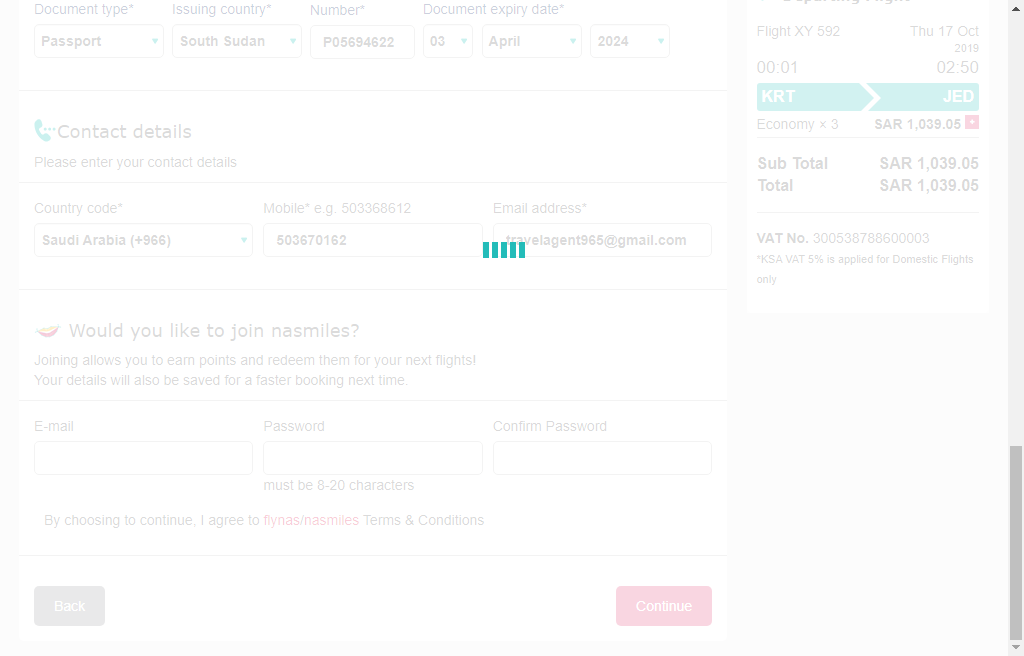 Document type* Issuing country* Number* Document expiry date*
Passport South Sudan P05694622 03 April 2024
Contact details
Please enter your contact details
Country code* Mobile* e.g. 503368612 Email address*
Saudi Arabia (+966) 503670162 travelagent965@gmail.com
Would you like to join nasmiles?
Joining allows you to earn points and redeem them for your next flights!
Your details will also be saved for a faster booking next time.
E-mail Password Confirm Password
must be 8-20 characters
By choosing to continue, I agree to flynas/nasmiles Terms & Conditions
Back Continue
Departing Flight
Flight XY 592 Thu 17 Oct
2019
00:01 02:50
KRT JED
Economy × 3 SAR 1,039.05 +
Sub Total SAR 1,039.05
Total SAR 1,039.05
VAT No. 300538788600003
*KSA VAT 5% is applied for Domestic Flights
only